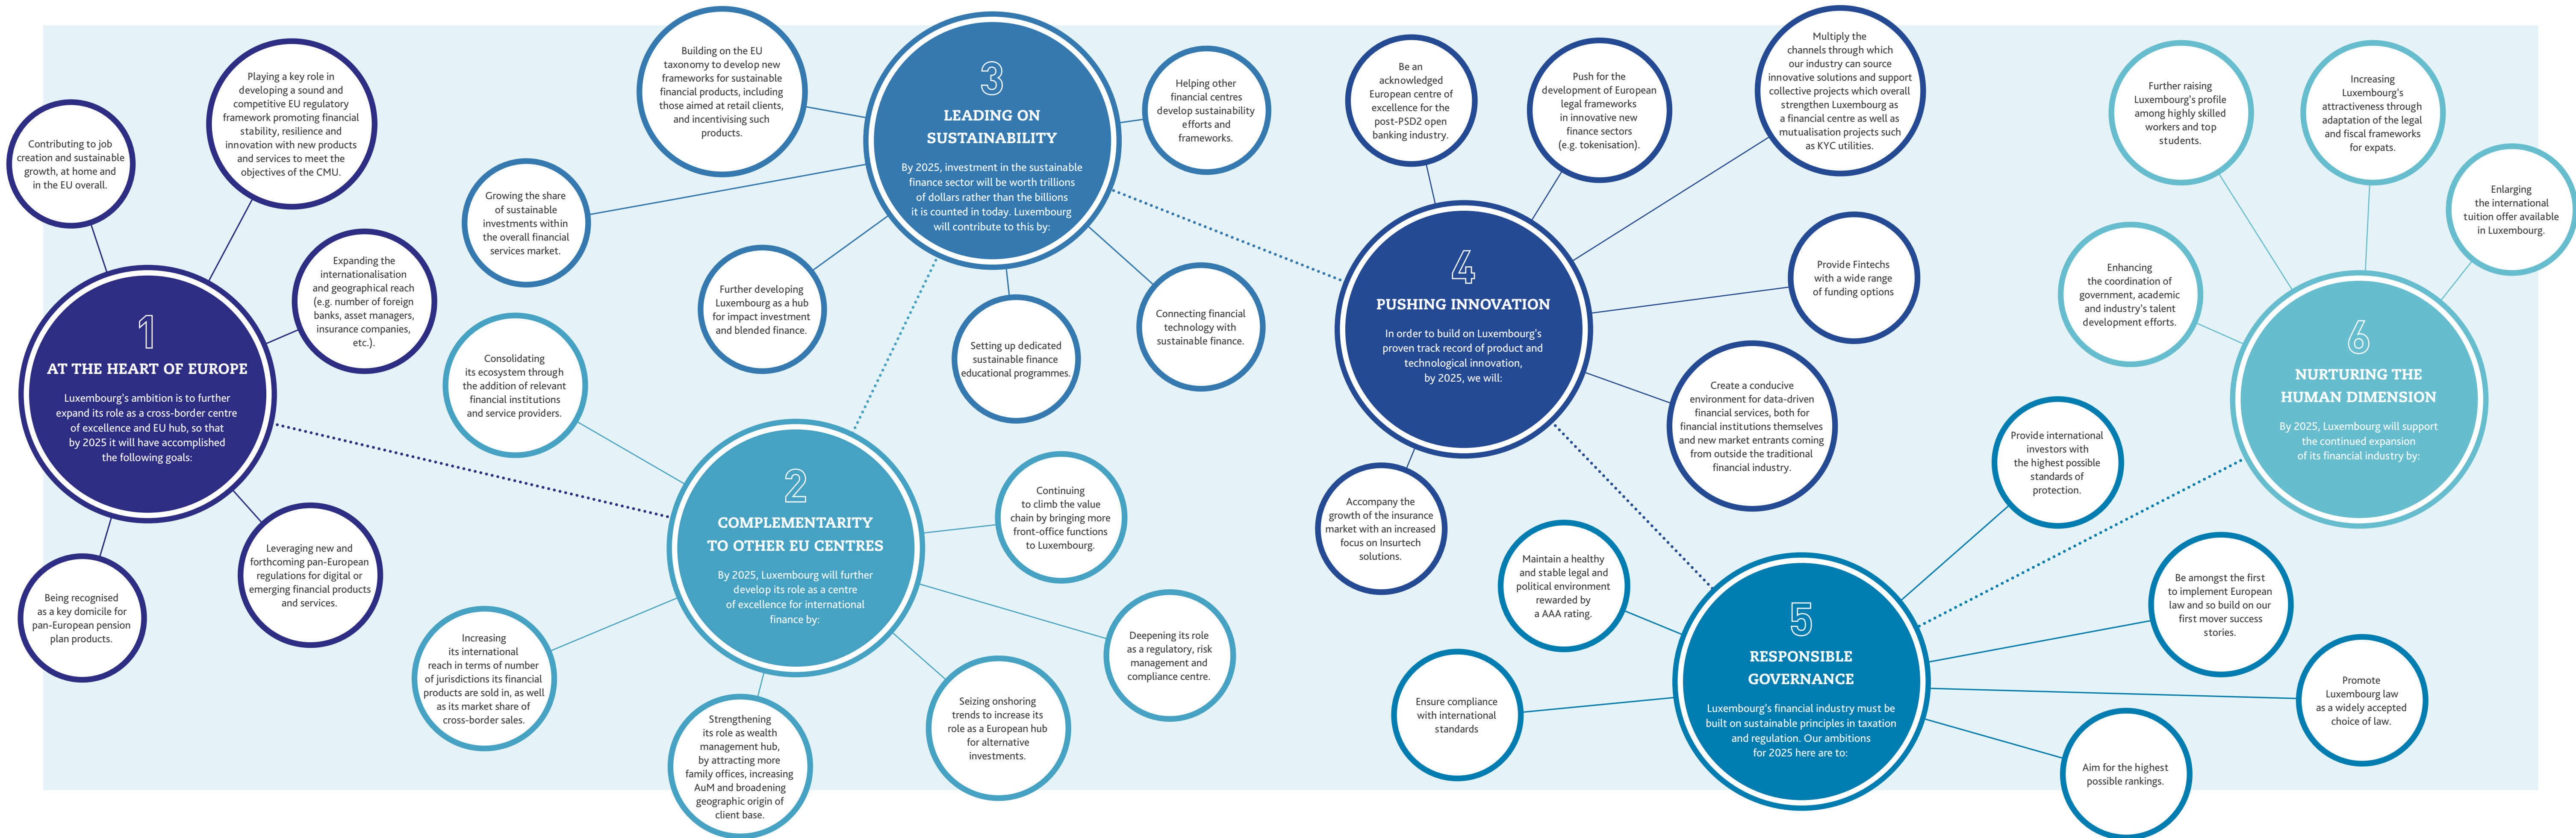 1
AT THE HEART OF EUROPE
Luxembourg's ambition is to further
expand its role as a cross-border centre
of excellence and EU hub, so that
by 2025 it will have accomplished
the following goals:
Contributing to job
creation and sustainable
growth, at home and
in the EU overall.
Playing a key role in
developing a sound and
competitive EU regulatory
framework promoting financial
stability, resilience and
innovation with new products
and services to meet the
objectives of the CMU.
Expanding the
internationalisation
and geographical reach
(e.g. number of foreign
banks, asset managers,
insurance companies,
etc.).
Leveraging new and
forthcoming pan-European
regulations for digital or
emerging financial products
and services.
Being recognised
as a key domicile for
pan-European pension
plan products.
2
COMPLEMENTARITY
TO OTHER EU CENTRES
By 2025, Luxembourg will further
develop its role as a centre
of excellence for international
finance by:
Consolidating
its ecosystem through
the addition of relevant
financial institutions
and service providers.
Continuing
to climb the value
chain by bringing more
front-office functions
to Luxembourg.
Deepening its role
as a regulatory, risk
management and
compliance centre.
Seizing onshoring
trends to increase its
role as a European hub
for alternative
investments.
Strengthening
its role as wealth
management hub,
by attracting more
family offices, increasing
AuM and broadening
geographic origin of
client base.
Increasing
its international
reach in terms of number
of jurisdictions its financial
products are sold in, as well
as its market share of
cross-border sales.
3
LEADING ON
SUSTAINABILITY
By 2025, investment in the sustainable
finance sector will be worth trillions
of dollars rather than the billions
it is counted in today. Luxembourg
will contribute to this by:
Building on the EU
taxonomy to develop new
frameworks for sustainable
financial products, including
those aimed at retail clients,
and incentivising such
products.
Growing the share
of sustainable
investments within
the overall financial
services market.
Further developing
Luxembourg as a hub
for impact investment
and blended finance.
Setting up dedicated
sustainable finance
educational programmes.
Connecting financial
technology with
sustainable finance.
Helping other
financial centres
develop sustainability
efforts and
frameworks.
4
PUSHING INNOVATION
In order to build on Luxembourg's
proven track record of product and
technological innovation,
by 2025, we will:
Be an
acknowledged
European centre of
excellence for the
post-PSD2 open
banking industry.
Push for the
development of European
legal frameworks
in innovative new
finance sectors
(e.g. tokenisation).
Multiply the
channels through which
our industry can source
innovative solutions and support
collective projects which overall
strengthen Luxembourg as
a financial centre as well as
mutualisation projects such
as KYC utilities.
Provide Fintechs
with a wide range
of funding options
Create a conducive
environment for data-driven
financial services, both for
financial institutions themselves
and new market entrants coming
from outside the traditional
financial industry.
Accompany the
growth of the insurance
market with an increased
focus on Insurtech
solutions.
5
RESPONSIBLE
GOVERNANCE
Luxembourg's financial industry must be
built on sustainable principles in taxation
and regulation. Our ambitions
for 2025 here are to:
Maintain a healthy
and stable legal and
political environment
rewarded by
a AAA rating.
Ensure compliance
with international
standards
Provide international
investors with
the highest possible
standards of
protection.
Be amongst the first
to implement European
law and so build on our
first mover success
stories.
Promote
Luxembourg law
as a widely accepted
choice of law.
Aim for the highest
possible rankings.
6
NURTURING THE
HUMAN DIMENSION
By 2025, Luxembourg will support
the continued expansion
of its financial industry by:
Further raising
Luxembourg's profile
among highly skilled
workers and top
students.
Increasing
Luxembourg's
attractiveness through
adaptation of the legal
and fiscal frameworks
for expats.
Enlarging
the international
tuition offer available
in Luxembourg.
Enhancing
the coordination of
government, academic
and industry's talent
development efforts.